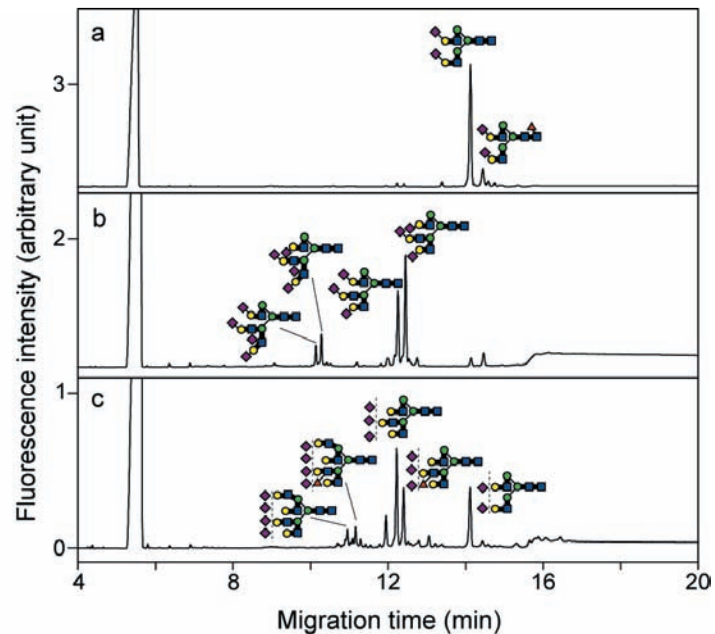 a
3
b
2
c
1
0
4
8
12
16
20
Migration time (min)
Fluorescence intensity (arbitrary unit)